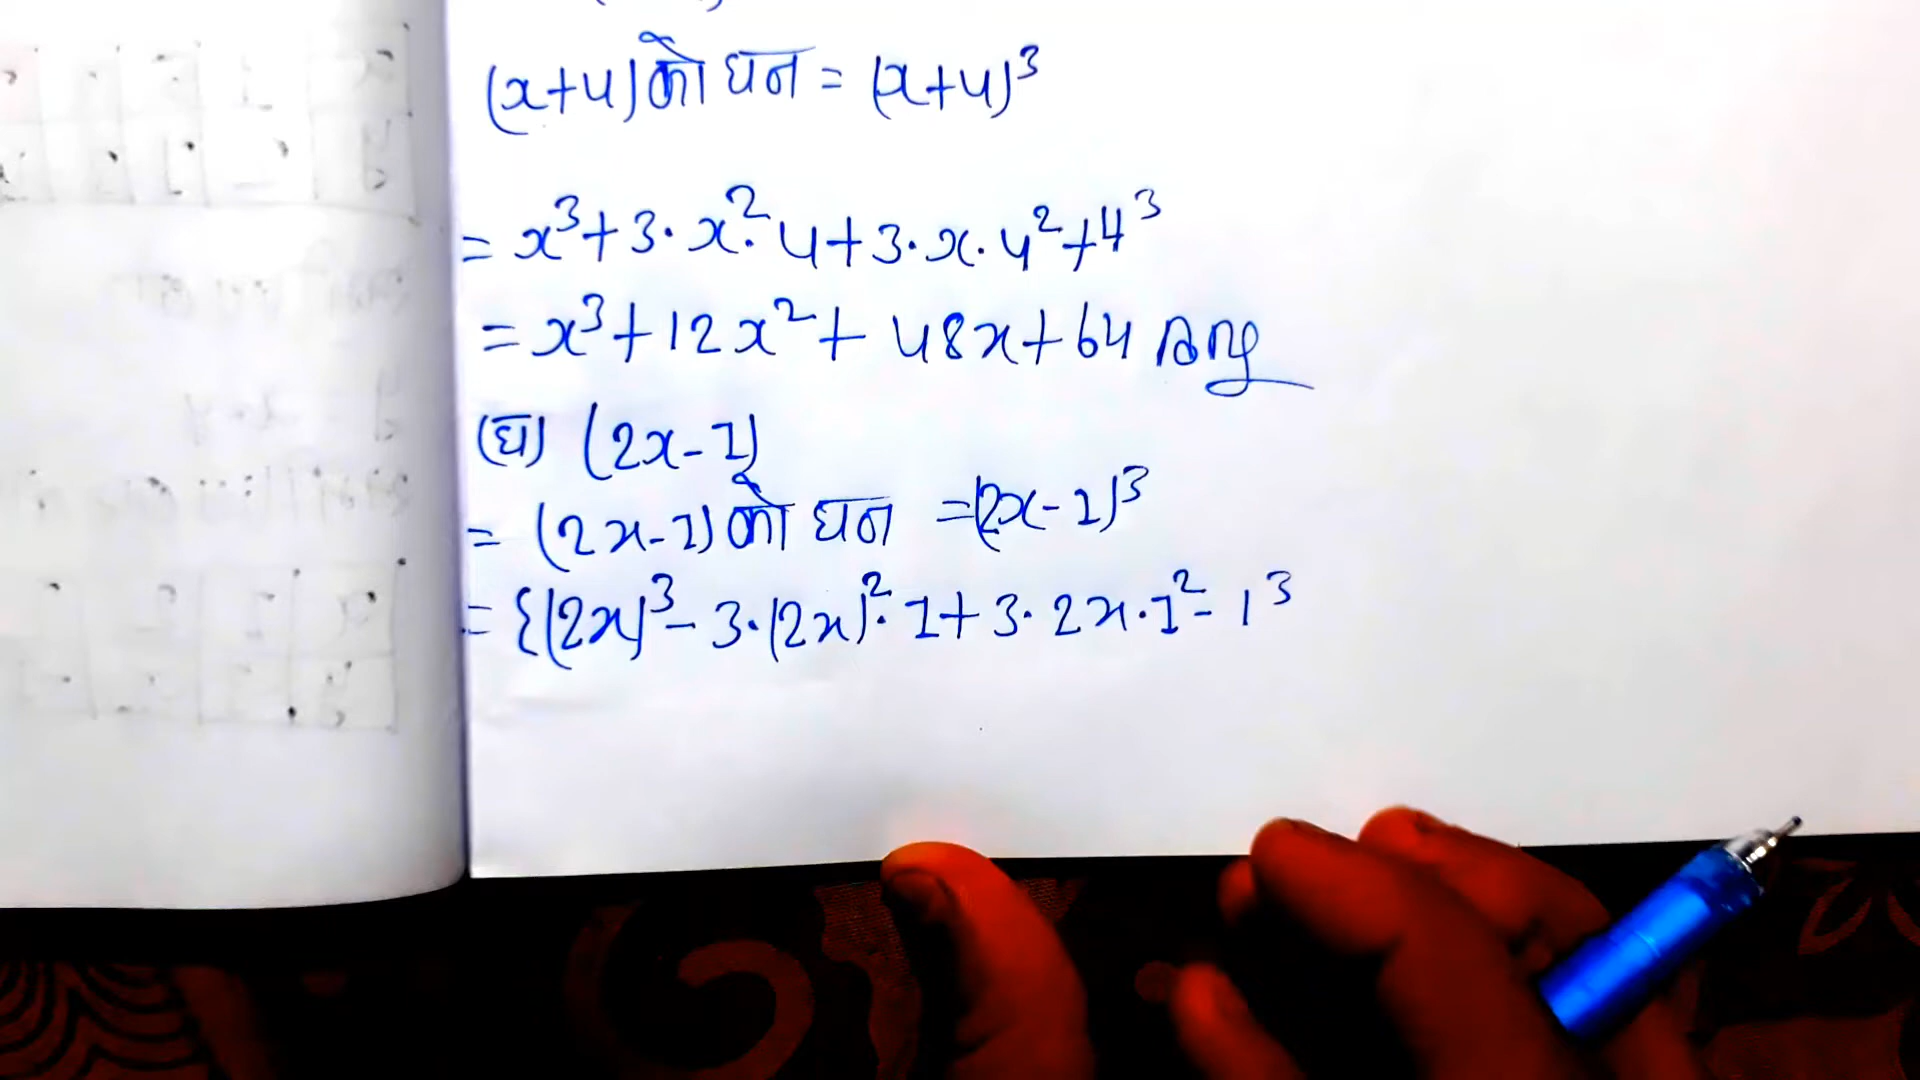 (x+4) को घन = (x+4)³
= x³+3·x²·4+3·x·4²+4³
= x³+12x²+48x+64 Ans
(घ) (2x-1)
= (2x-1) को घन =(2x-1)³
= {(2x)³-3·(2x)²·1+3·2x·1²-1³